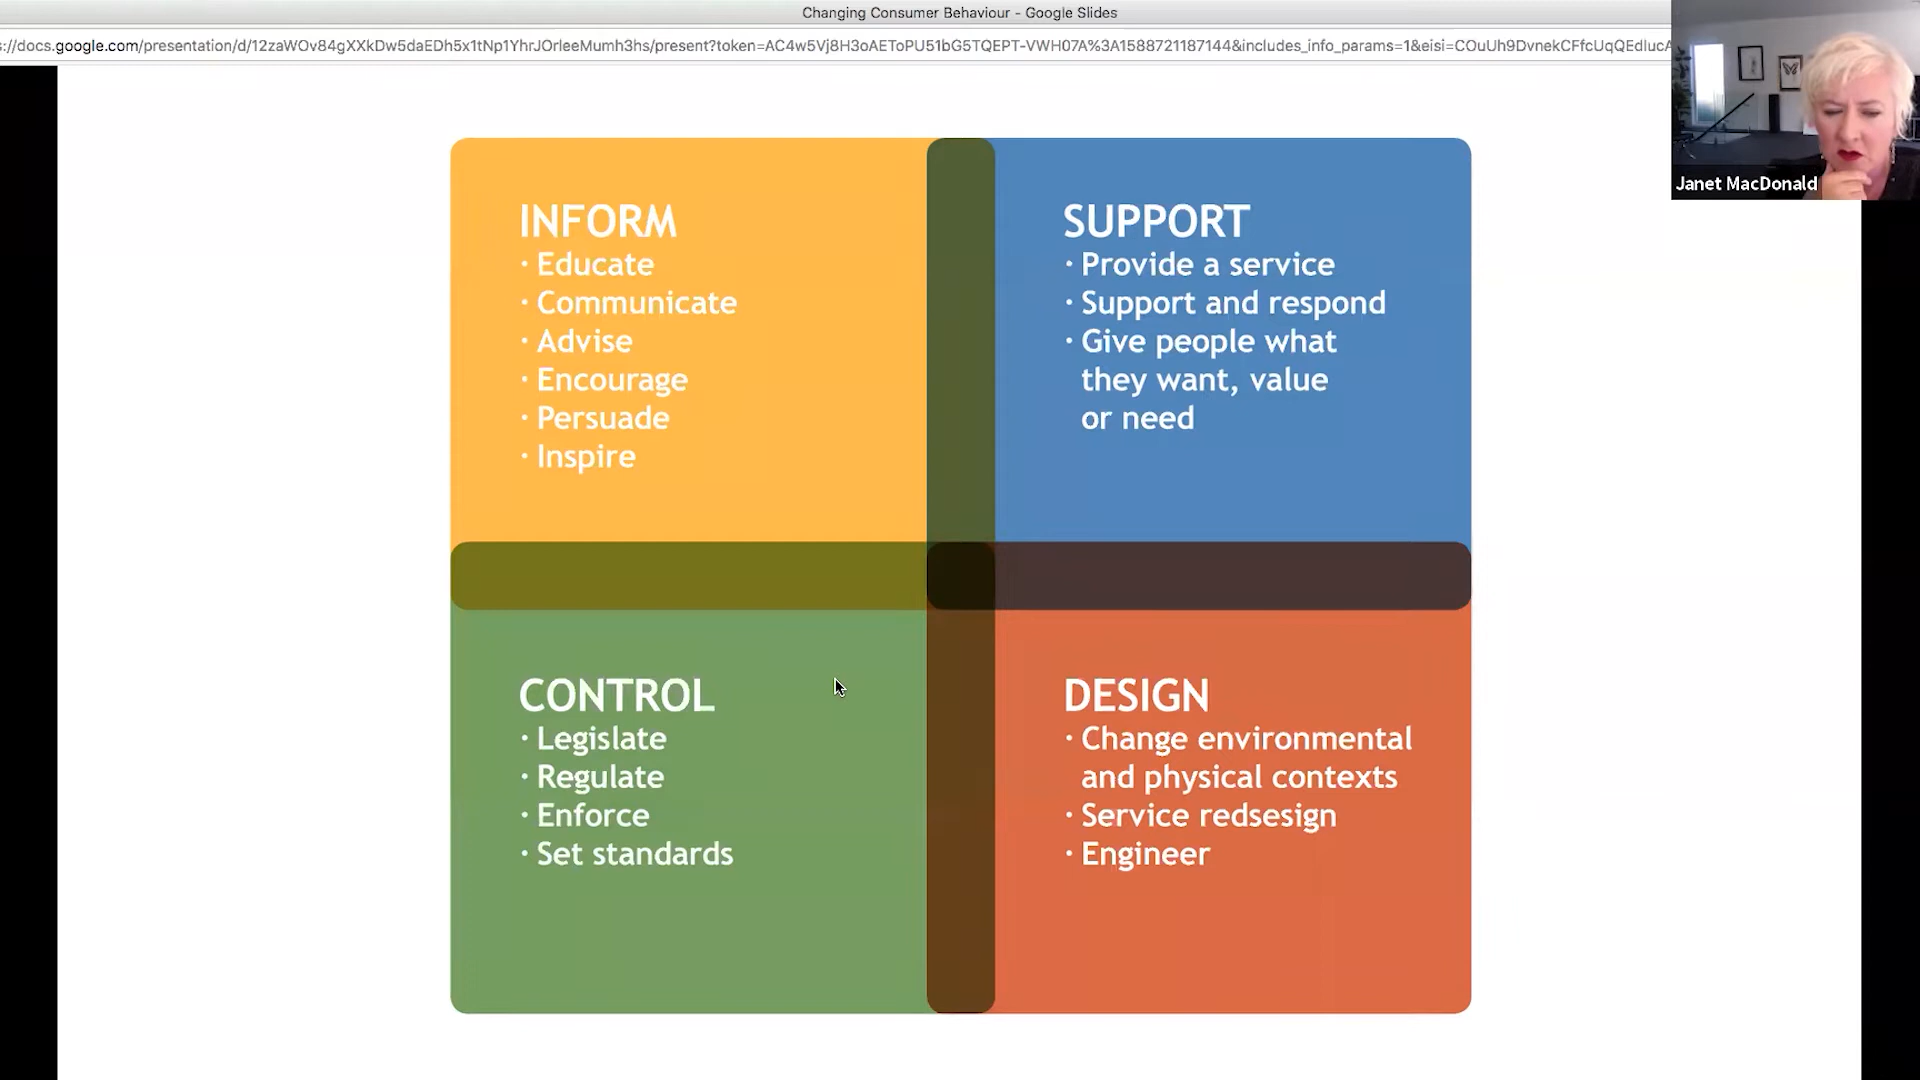 Changing Consumer Behaviour - Google Slides
://docs.google.com/presentation/d/12zaWOv84gXXkDw5daEDh5x1tNp1YhrJOrleeMumh3hs/present?token=AC4w5Vj8H3oAEToPU51bG5TQEPT-VWH07A%3A1588721187144&includes_info_params=1&eisi=COuUh9DvnekCFfcUqQEdlucA
Janet MacDonald
INFORM
· Educate
· Communicate
· Advise
· Encourage
· Persuade
· Inspire
SUPPORT
· Provide a service
· Support and respond
· Give people what
they want, value
or need
CONTROL
· Legislate
· Regulate
· Enforce
· Set standards
DESIGN
· Change environmental
and physical contexts
· Service redsesign
· Engineer